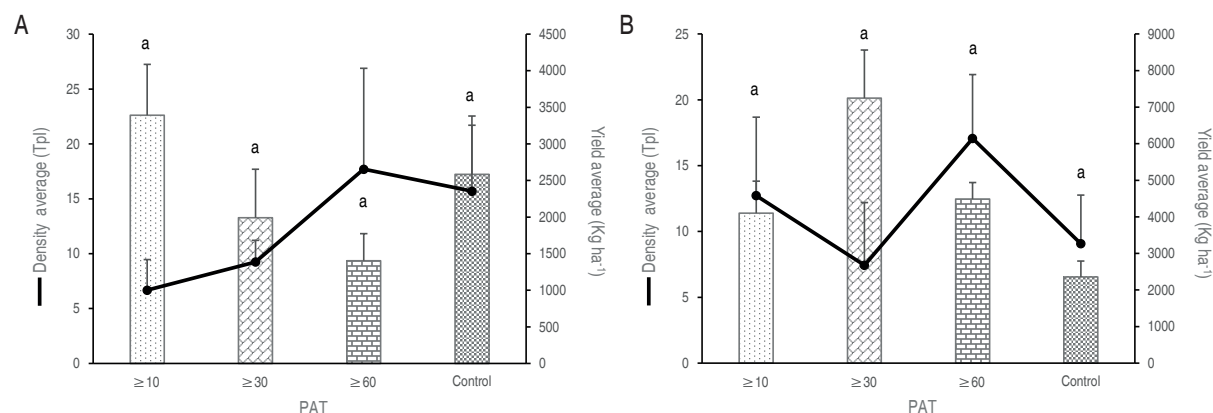 A
30
25
20
15
10
5
0
Density average (Tpl)
a
a
a
a
4500
4000
3500
3000
2500
2000
1500
1000
500
0
Yield average (Kg ha⁻¹)
≥10 ≥30 ≥60 Control
PAT
B
25
20
15
10
5
0
Density average (Tpl)
a
a
a
a
9000
8000
7000
6000
5000
4000
3000
2000
1000
0
Yield average (Kg ha⁻¹)
≥10 ≥30 ≥60 Control
PAT